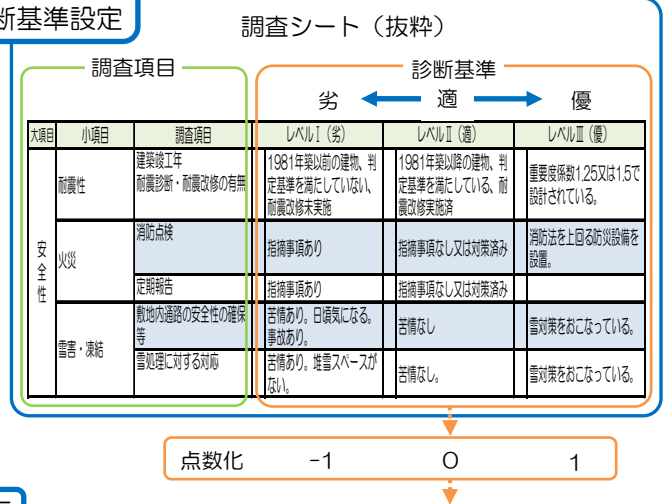 断基準設定
調査シート（抜粋）
調査項目
診断基準
劣 適 優
大項目 小項目 調査項目 レベルⅠ（劣） レベルⅡ（適） レベルⅢ（優）
安全性
耐震性
建築竣工年
耐震診断・耐震改修の有無
1981年築以前の建物、判
定基準を満たしていない、
耐震改修未実施
1981年築以降の建物、判
定基準を満たしている、耐
震改修実施済
重要度係数1.25又は1.5で
設計されている。
火災
消防点検
指摘事項あり
指摘事項なし又は対策済み
消防法を上回る防災設備を
設置。
定期報告
指摘事項あり
指摘事項なし又は対策済み
雪害・凍結
敷地内通路の安全性の確保
等
苦情あり。日頃気になる。
事故あり。
苦情なし
雪対策をおこなっている。
雪処理に対する対応
苦情あり。堆雪スペースが
ない。
苦情なし。
雪対策をおこなっている。
点数化 -1 0 1